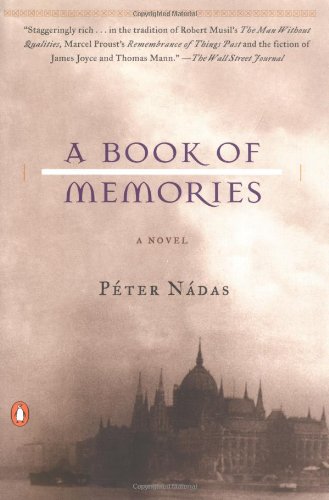 "Staggeringly rich . . . in the tradition of Robert Musil's The Man Without
Qualities, Marcel Proust's Remembrance of Things Past and the fiction of
James Joyce and Thomas Mann." —The Wall Street Journal
A BOOK OF
MEMORIES
A NOVEL
PÉTER NÁDAS